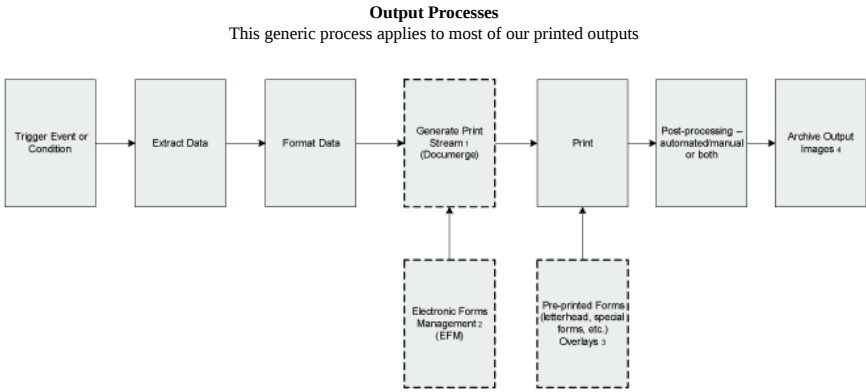 Output Processes
This generic process applies to most of our printed outputs
Trigger Event or
Condition
Extract Data
Format Data
Generate Print
Stream 1
(Documerge)
Print
Post-processing –
automated/manual
or both
Archive Output
Images 4
Electronic Forms
Management 2
(EFM)
Pre-printed Forms
(letterhead, special
forms, etc.)
Overlays 3